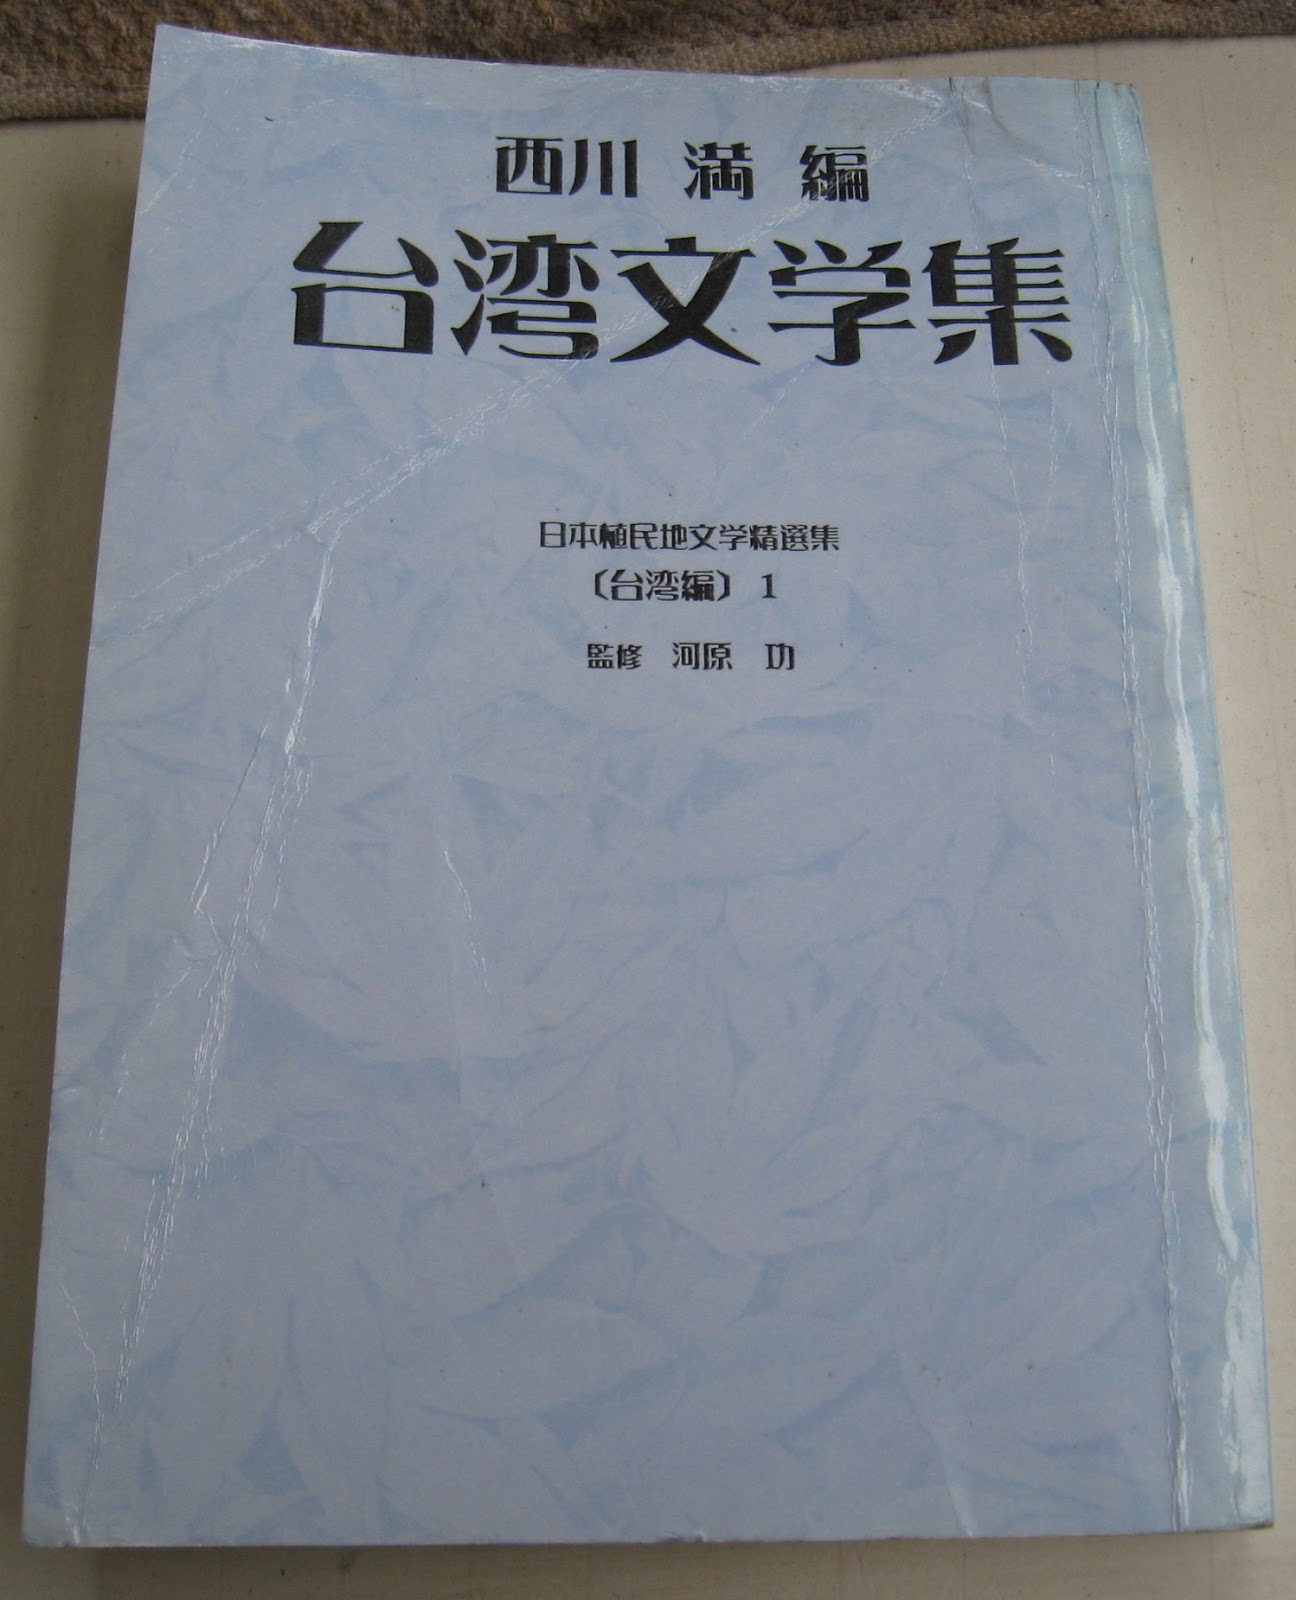 西川 満 編
台湾文学集
日本植民地文学精選集
〔台湾編〕1
監修 河原 功